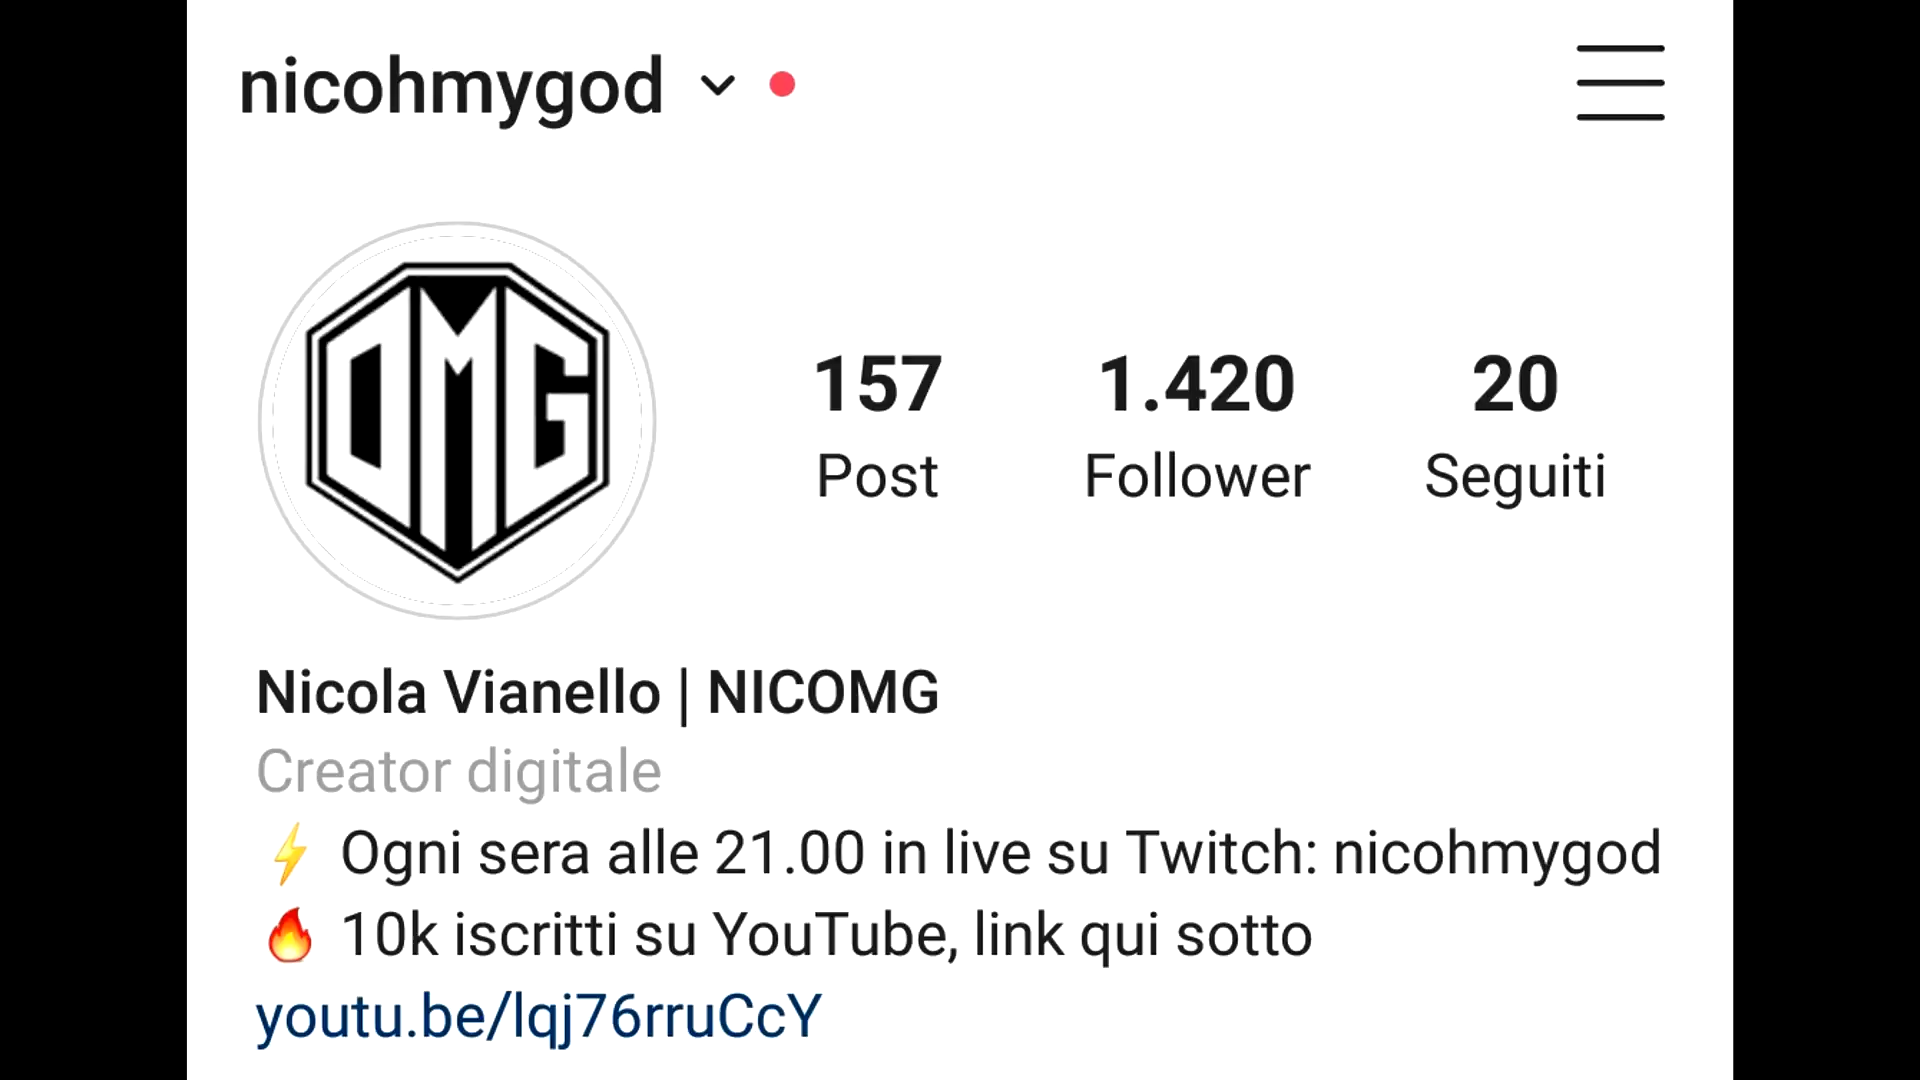 nicohmygod
OMG
157 1.420 20
Post Follower Seguiti
Nicola Vianello | NICOMG
Creator digitale
⚡ Ogni sera alle 21.00 in live su Twitch: nicohmygod
🔥 10k iscritti su YouTube, link qui sotto
youtu.be/lqj76rruCcY